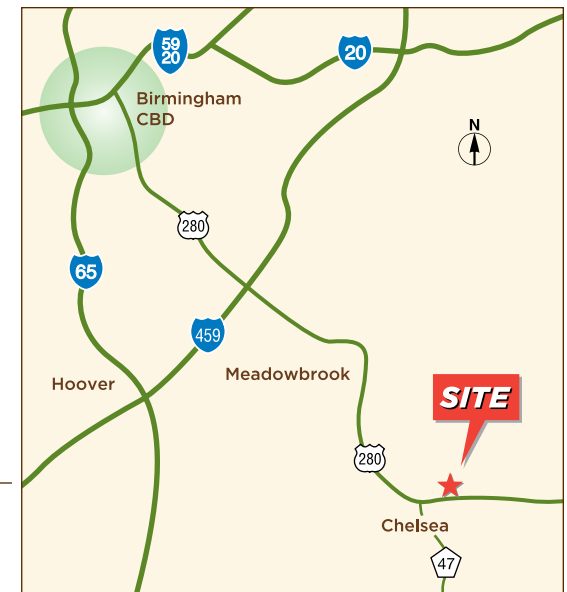 59
20
20
Birmingham
CBD
N
280
65
459
Meadowbrook
Hoover
SITE
280
Chelsea
47